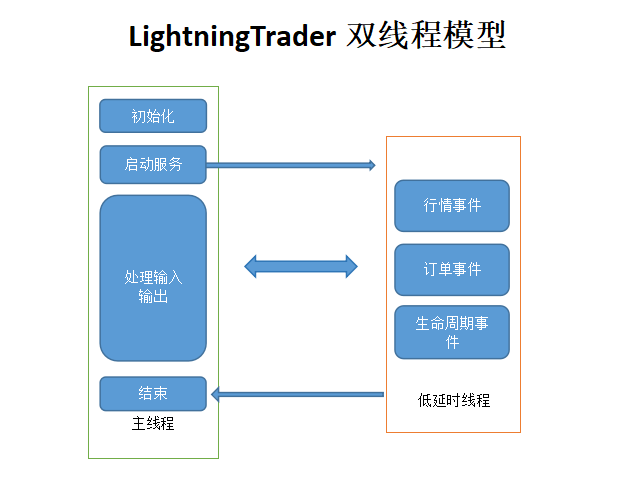 LightningTrader 双线程模型
初始化
启动服务
处理输入
输出
结束
主线程
行情事件
订单事件
生命周期事
件
低延时线程